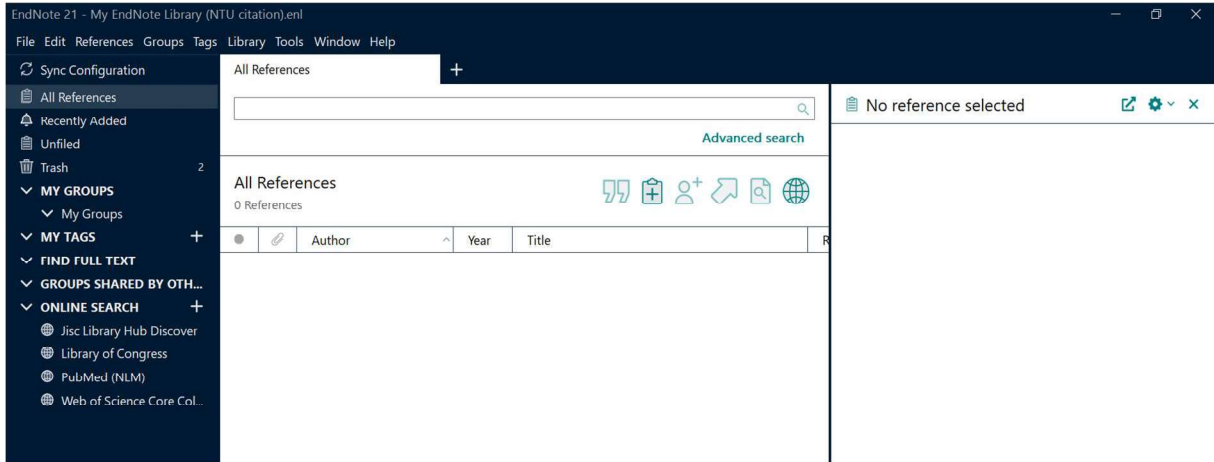 EndNote 21 - My EndNote Library (NTU citation).enl
File Edit References Groups Tags Library Tools Window Help
Sync Configuration
All References
Recently Added
Unfiled
Trash 2
MY GROUPS
My Groups
MY TAGS
FIND FULL TEXT
GROUPS SHARED BY OTH...
ONLINE SEARCH
Jisc Library Hub Discover
Library of Congress
PubMed (NLM)
Web of Science Core Col...
All References
Advanced search
All References
0 References
Author Year Title R
No reference selected